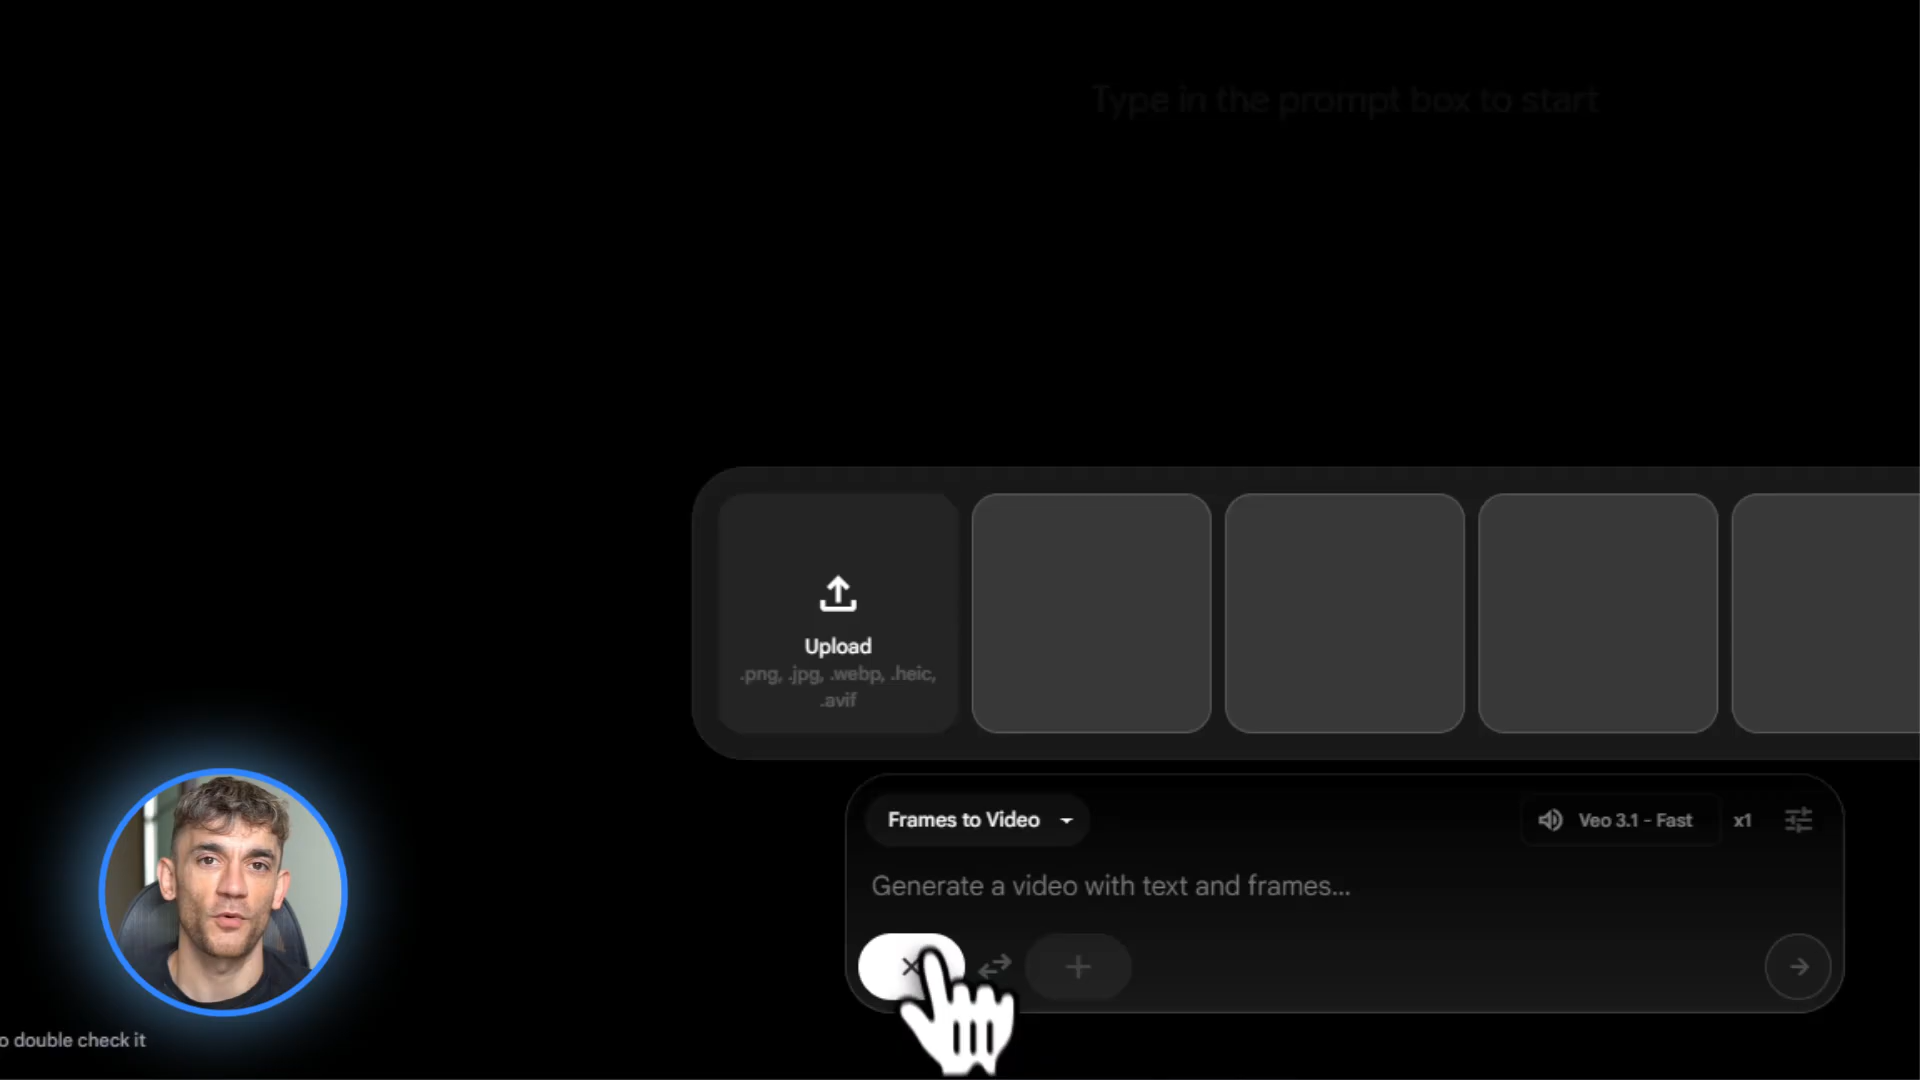 Type in the prompt box to start
Upload
.png, .jpg, .webp, .heic,
.avif
Frames to Video
Veo 3.1 - Fast
x1
Generate a video with text and frames...
o double check it